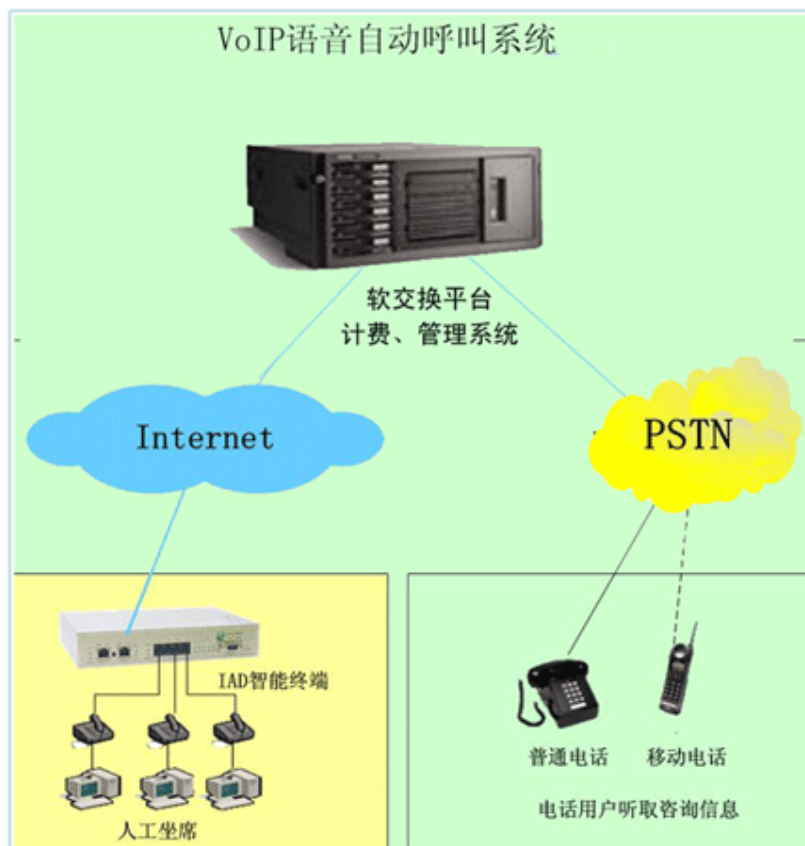 VoIP语音自动呼叫系统
软交换平台
计费、管理系统
Internet
PSTN
IAD智能终端
普通电话 移动电话
电话用户听取咨询信息
人工坐席